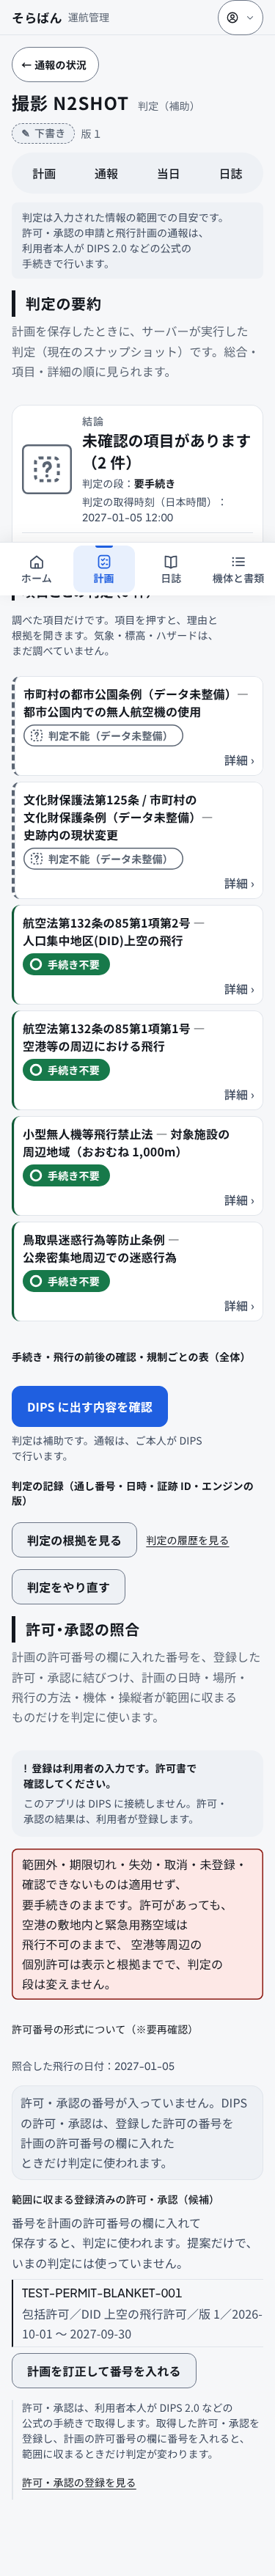 そらばん 運航管理
← 通報の状況
撮影 N2SHOT 判定（補助）
✎ 下書き 版 1
計画 通報 当日 日誌
判定は入力された情報の範囲での目安です。
許可・承認の申請と飛行計画の通報は、
利用者本人が DIPS 2.0 などの公式の
手続きで行います。
判定の要約
計画を保存したときに、サーバーが実行した
判定（現在のスナップショット）です。総合・
項目・詳細の順に見られます。
結論
未確認の項目があります
（2 件）
判定の段：要手続き
判定の取得時刻（日本時間）：
2027-01-05 12:00
ホーム 計画 日誌 機体と書類
調べた項目だけです。項目を押すと、理由と
根拠を開きます。気象・標高・ハザードは、
まだ調べていません。
市町村の都市公園条例（データ未整備）—
都市公園内での無人航空機の使用
判定不能（データ未整備）
詳細 ›
文化財保護法第125条 / 市町村の
文化財保護条例（データ未整備）—
史跡内の現状変更
判定不能（データ未整備）
詳細 ›
航空法第132条の85第1項第2号 —
人口集中地区(DID)上空の飛行
手続き不要
詳細 ›
航空法第132条の85第1項第1号 —
空港等の周辺における飛行
手続き不要
詳細 ›
小型無人機等飛行禁止法 — 対象施設の
周辺地域（おおむね 1,000m）
手続き不要
詳細 ›
鳥取県迷惑行為等防止条例 —
公衆密集地周辺での迷惑行為
手続き不要
詳細 ›
手続き・飛行の前後の確認・規制ごとの表（全体）
DIPS に出す内容を確認
判定は補助です。通報は、ご本人が DIPS
で行います。
判定の記録（通し番号・日時・証跡 ID・エンジンの
版）
判定の根拠を見る 判定の履歴を見る
判定をやり直す
許可・承認の照合
計画の許可番号の欄に入れた番号を、登録した
許可・承認に結びつけ、計画の日時・場所・
飛行の方法・機体・操縦者が範囲に収まる
ものだけを判定に使います。
! 登録は利用者の入力です。許可書で
確認してください。
このアプリは DIPS に接続しません。許可・
承認の結果は、利用者が登録します。
範囲外・期限切れ・失効・取消・未登録・
確認できないものは適用せず、
要手続きのままです。許可があっても、
空港の敷地内と緊急用務空域は
飛行不可のままで、 空港等周辺の
個別許可は表示と根拠までで、判定の
段は変えません。
許可番号の形式について（※要再確認）
照合した飛行の日付：2027-01-05
許可・承認の番号が入っていません。DIPS
の許可・承認は、登録した許可の番号を
計画の許可番号の欄に入れた
ときだけ判定に使われます。
範囲に収まる登録済みの許可・承認（候補）
番号を計画の許可番号の欄に入れて
保存すると、判定に使われます。提案だけで、
いまの判定には使っていません。
TEST-PERMIT-BLANKET-001
包括許可／DID 上空の飛行許可／版 1／2026-
10-01 〜 2027-09-30
計画を訂正して番号を入れる
許可・承認は、利用者本人が DIPS 2.0 などの
公式の手続きで取得します。取得した許可・承認を
登録し、計画の許可番号の欄に番号を入れると、
範囲に収まるときだけ判定が変わります。
許可・承認の登録を見る